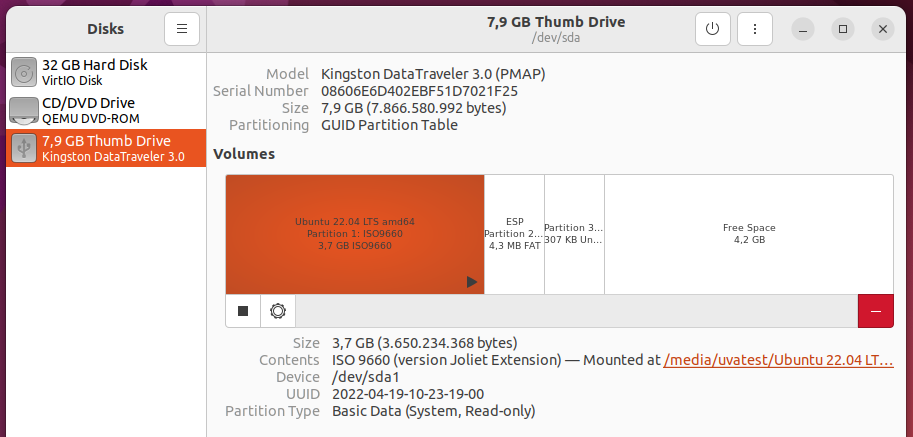 Disks
7,9 GB Thumb Drive
/dev/sda
32 GB Hard Disk
VirtIO Disk
CD/DVD Drive
QEMU DVD-ROM
7,9 GB Thumb Drive
Kingston DataTraveler 3.0
Model Kingston DataTraveler 3.0 (PMAP)
Serial Number 08606E6D402EBF51D7021F25
Size 7,9 GB (7.866.580.992 bytes)
Partitioning GUID Partition Table
Volumes
Ubuntu 22.04 LTS amd64
Partition 1: ISO9660
3,7 GB ISO9660
ESP
Partition 2...
4,3 MB FAT
Partition 3...
307 KB Un...
Free Space
4,2 GB
Size 3,7 GB (3.650.234.368 bytes)
Contents ISO 9660 (version Joliet Extension) — Mounted at /media/uvatest/Ubuntu 22.04 LT...
Device /dev/sda1
UUID 2022-04-19-10-23-19-00
Partition Type Basic Data (System, Read-only)